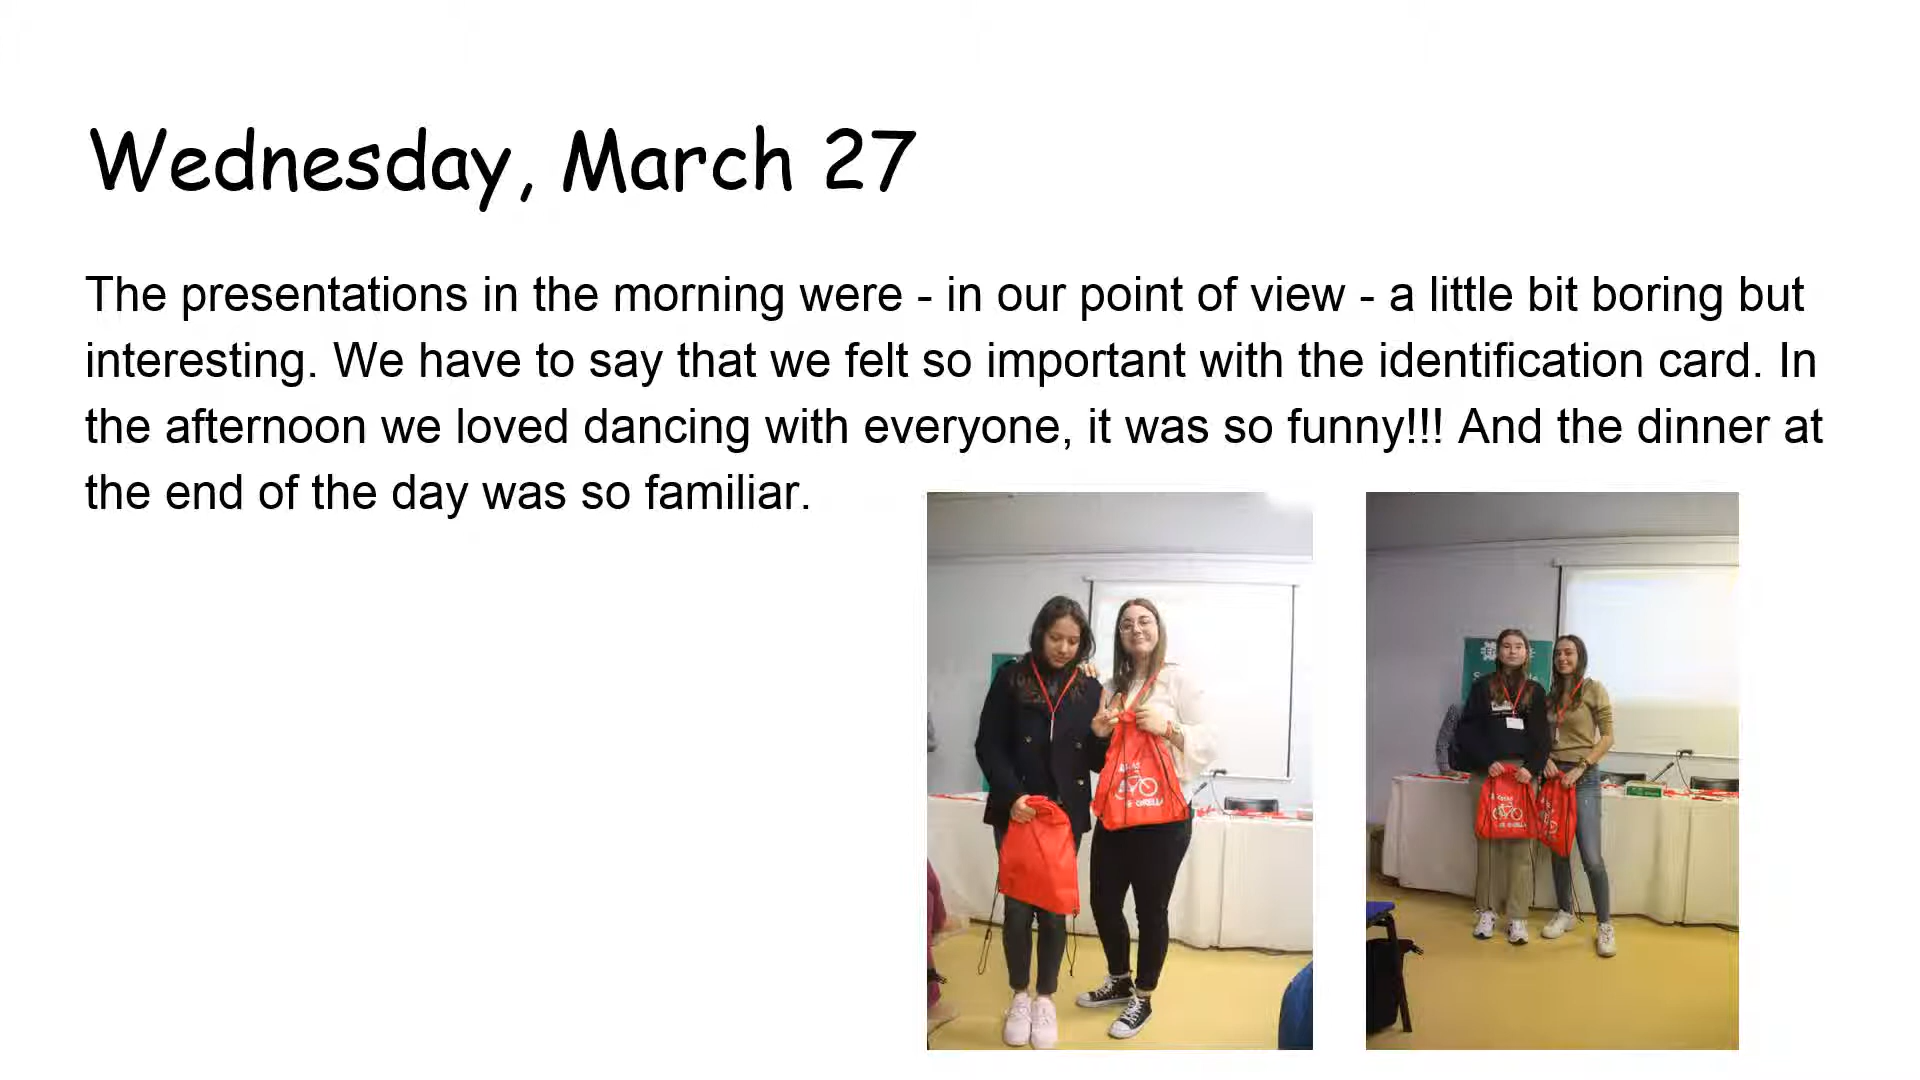 Wednesday, March 27
The presentations in the morning were - in our point of view - a little bit boring but
interesting. We have to say that we felt so important with the identification card. In
the afternoon we loved dancing with everyone, it was so funny!!! And the dinner at
the end of the day was so familiar.